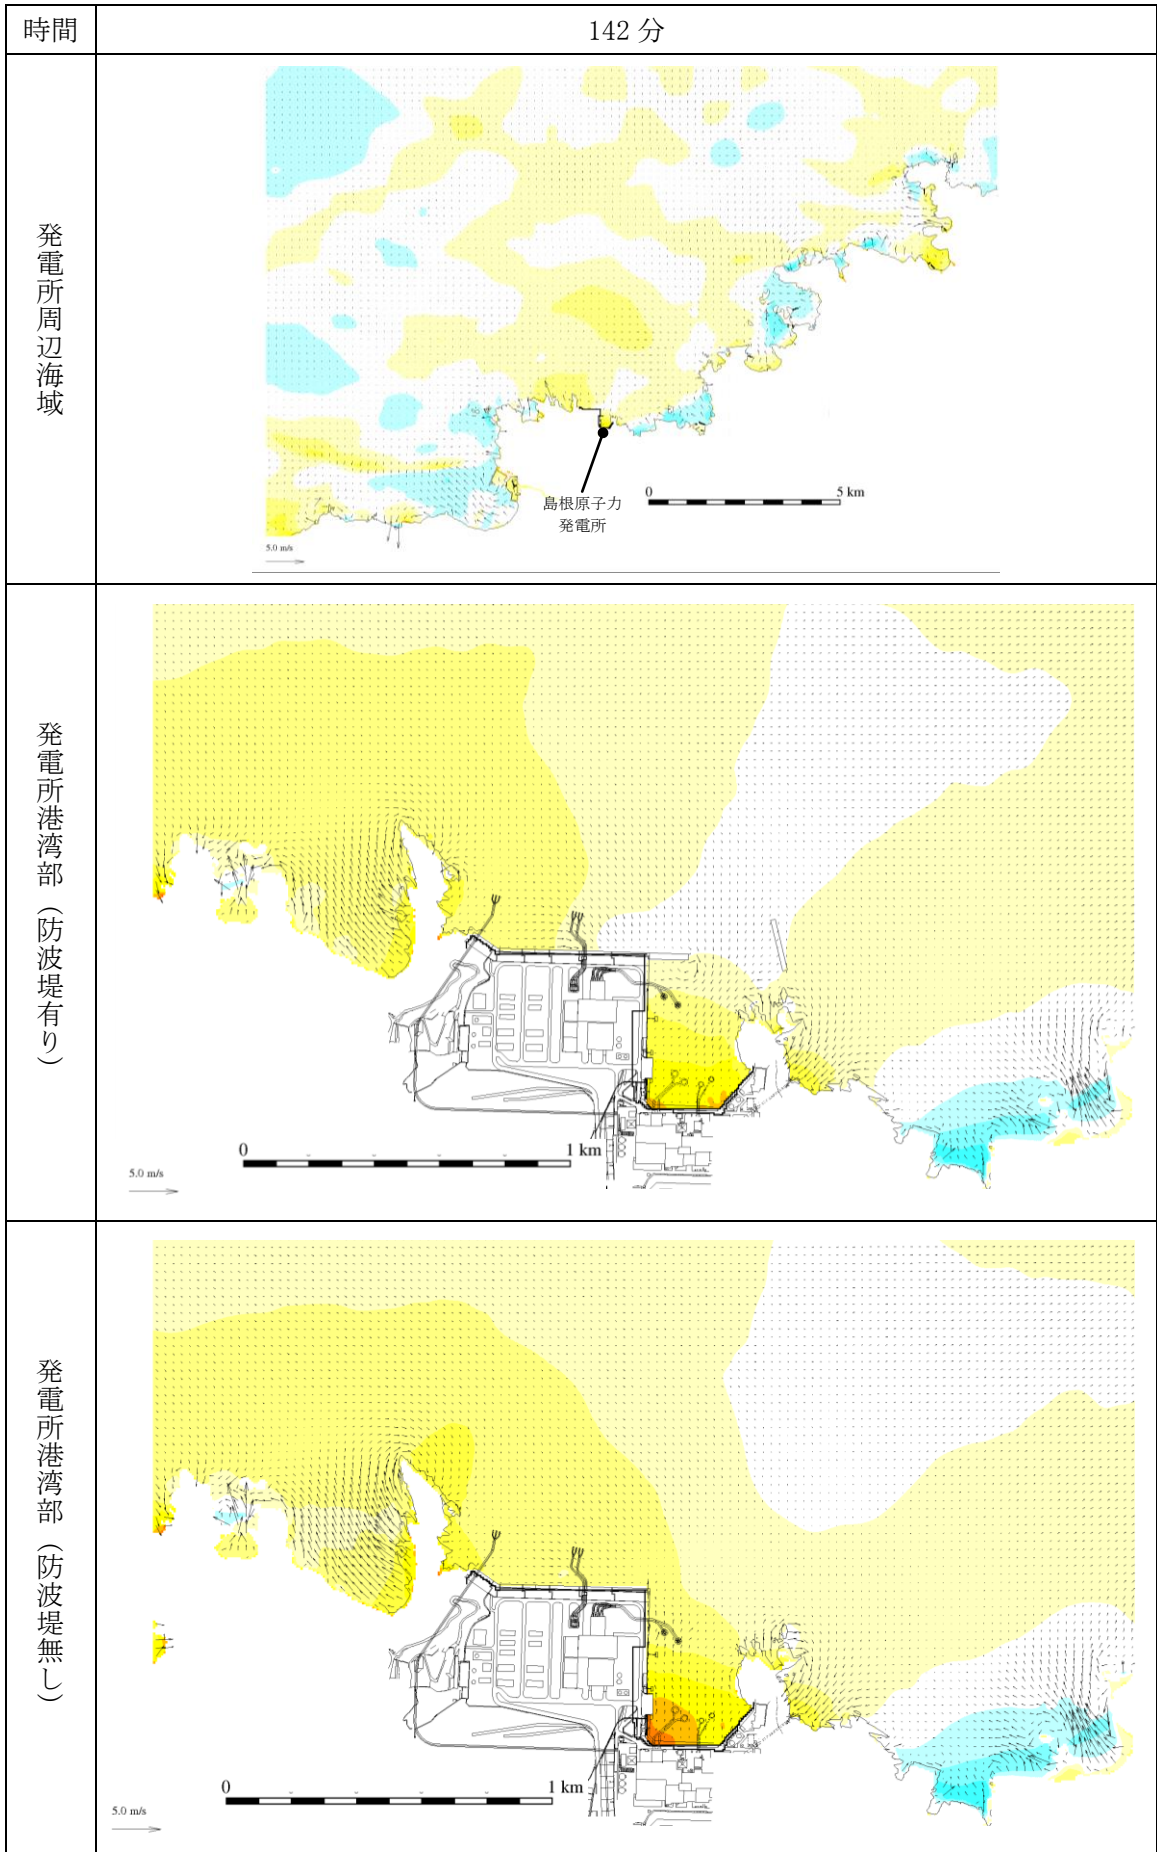 時間
142 分
発電所周辺海域
島根原子力
発電所
0
5 km
5.0 m/s
発電所港湾部（防波堤有り）
0
1 km
5.0 m/s
発電所港湾部（防波堤無し）
0
1 km
5.0 m/s